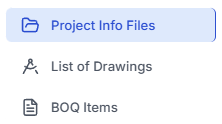 Project Info Files
List of Drawings
BOQ Items